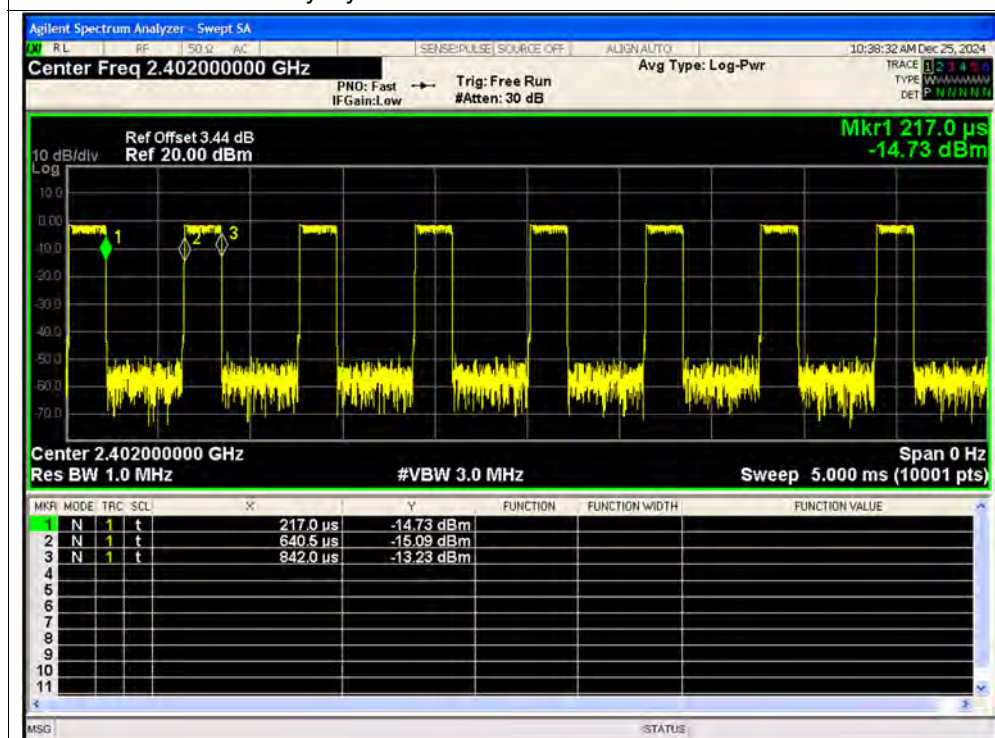 Agilent Spectrum Analyzer - Swept SA
RL RF 50 Ω AC SENSE:PULSE SOURCE OFF ALIGN AUTO 10:38:32 AM Dec 25, 2024
Center Freq 2.402000000 GHz Avg Type: Log-Pwr TRACE 1 2 3 4 5 6
PNO: Fast Trig: Free Run TYPE
IFGain:Low #Atten: 30 dB DET P N N N N N
Mkr1 217.0 µs
Ref Offset 3.44 dB
10 dB/div Ref 20.00 dBm -14.73 dBm
Log
10.0
0.00
1 2 3
-10.0
-20.0
-30.0
-40.0
-50.0
-60.0
-70.0
Center 2.402000000 GHz Span 0 Hz
Res BW 1.0 MHz #VBW 3.0 MHz Sweep 5.000 ms (10001 pts)
MKR MODE TRC SCL X Y FUNCTION FUNCTION WIDTH FUNCTION VALUE
1 N 1 t 217.0 µs -14.73 dBm
2 N 1 t 640.5 µs -15.09 dBm
3 N 1 t 842.0 µs -13.23 dBm
4
5
6
7
8
9
10
11
MSG STATUS